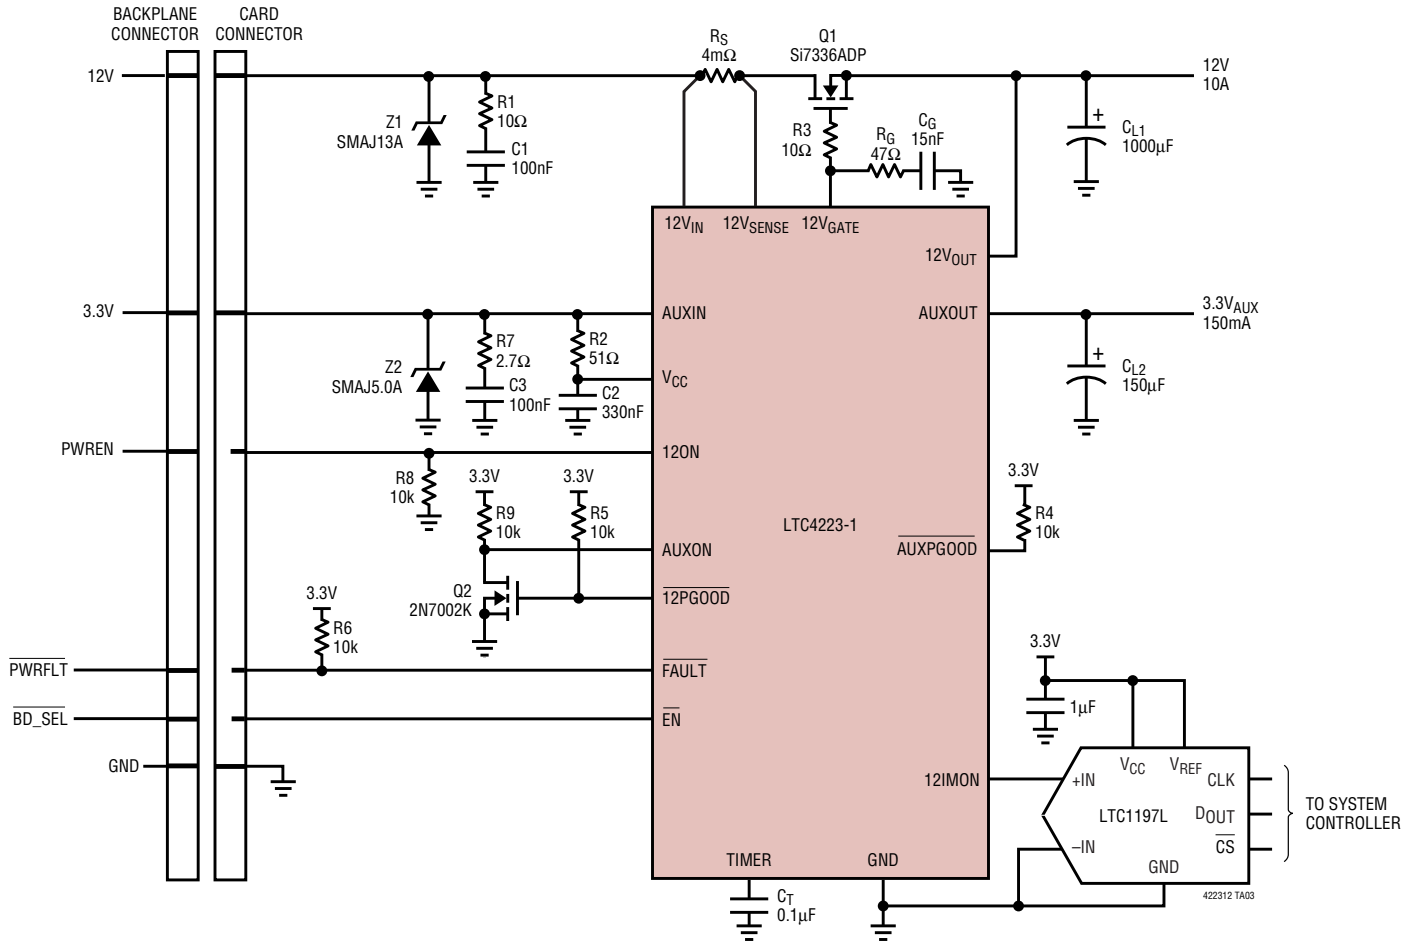 BACKPLANE
CONNECTOR
CARD
CONNECTOR
12V
Z1
SMAJ13A
R1
10Ω
C1
100nF
RS
4mΩ
Q1
Si7336ADP
R3
10Ω
RG
47Ω
CG
15nF
12V
10A
CL1
1000µF
12VIN
12VSENSE
12VGATE
12VOUT
3.3V
AUXIN
AUXOUT
3.3VAUX
150mA
Z2
SMAJ5.0A
R7
2.7Ω
C3
100nF
R2
51Ω
C2
330nF
VCC
CL2
150µF
PWREN
12ON
R8
10k
3.3V
R9
10k
3.3V
R5
10k
3.3V
R4
10k
LTC4223-1
AUXON
AUXPGOOD
Q2
2N7002K
12PGOOD
3.3V
R6
10k
PWRFLT
FAULT
BD_SEL
EN
GND
3.3V
1µF
12IMON
+IN
–IN
VCC
VREF
CLK
LTC1197L
DOUT
CS
GND
TO SYSTEM
CONTROLLER
TIMER
GND
CT
0.1µF
422312 TA03